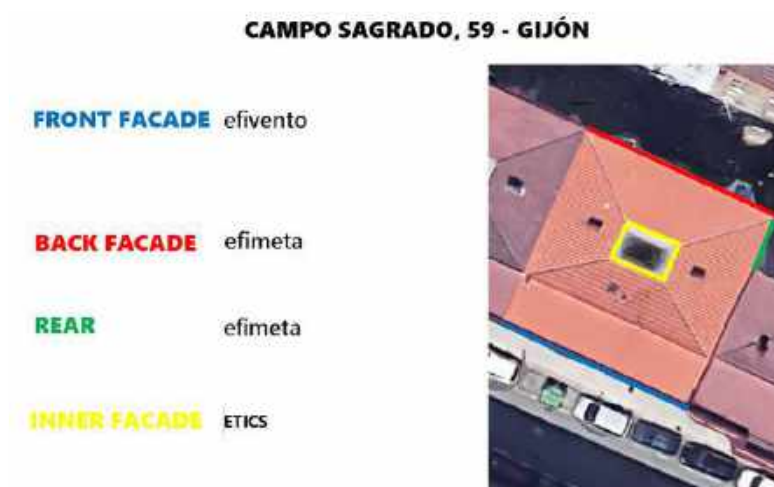 CAMPO SAGRADO, 59 - GIJÓN
FRONT FACADE efivento
BACK FACADE efimeta
REAR efimeta
INNER FACADE ETICS